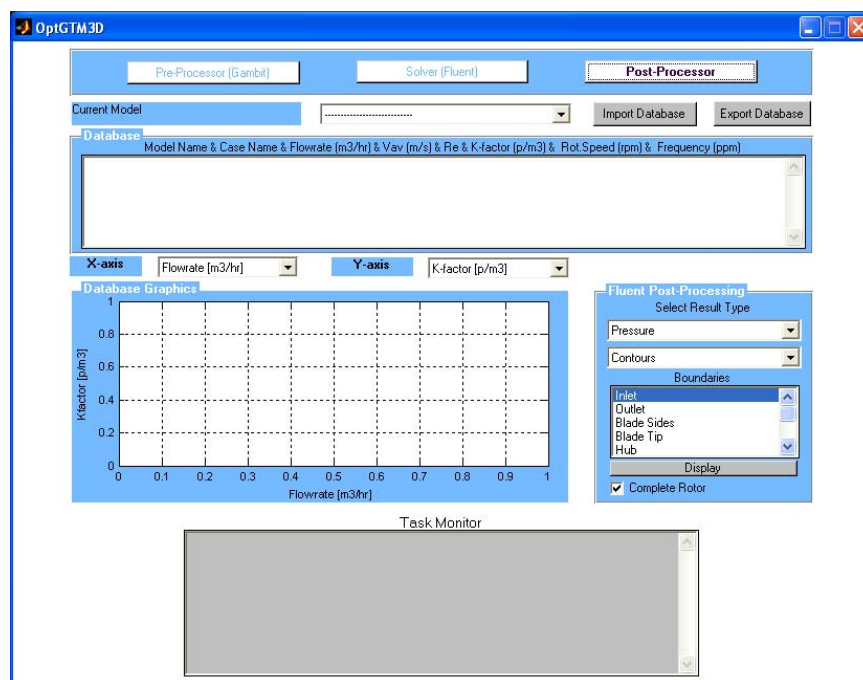 OptGTM3D
Pre-Processor (Gambit) Solver (Fluent) Post-Processor
Current Model ---------------------------- Import Database Export Database
Database
Model Name & Case Name & Flowrate (m3/hr) & Vav (m/s) & Re & K-factor (p/m3) & Rot.Speed (rpm) & Frequency (ppm)
X-axis Flowrate [m3/hr] Y-axis K-factor [p/m3]
Database Graphics
1
0.8
0.6
0.4
0.2
0
Kfactor [p/m3]
0 0.1 0.2 0.3 0.4 0.5 0.6 0.7 0.8 0.9 1
Flowrate [m3/hr]
Fluent Post-Processing
Select Result Type
Pressure
Contours
Boundaries
Inlet
Outlet
Blade Sides
Blade Tip
Hub
Display
Complete Rotor
Task Monitor